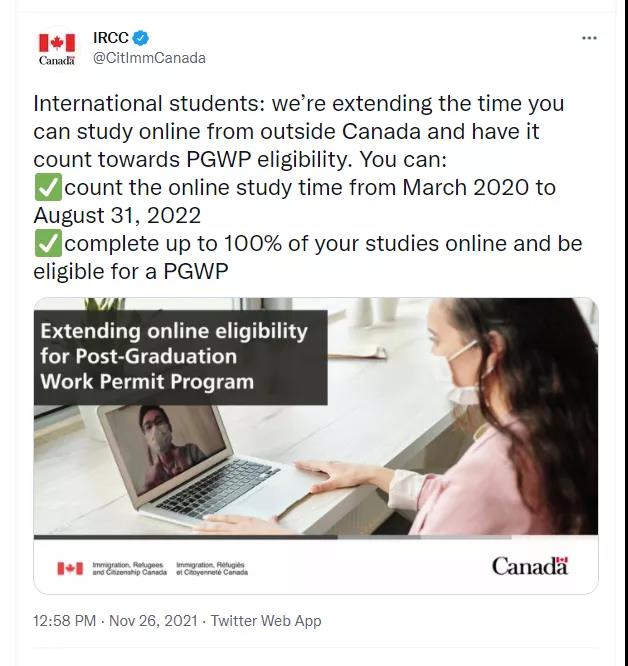 IRCC
@CitImmCanada
International students: we’re extending the time you
can study online from outside Canada and have it
count towards PGWP eligibility. You can:
✅count the online study time from March 2020 to
August 31, 2022
✅complete up to 100% of your studies online and be
eligible for a PGWP
Extending online eligibility
for Post-Graduation
Work Permit Program
Immigration, Refugees
and Citizenship Canada
Immigration, Réfugiés
et Citoyenneté Canada
Canada
12:58 PM · Nov 26, 2021 · Twitter Web App